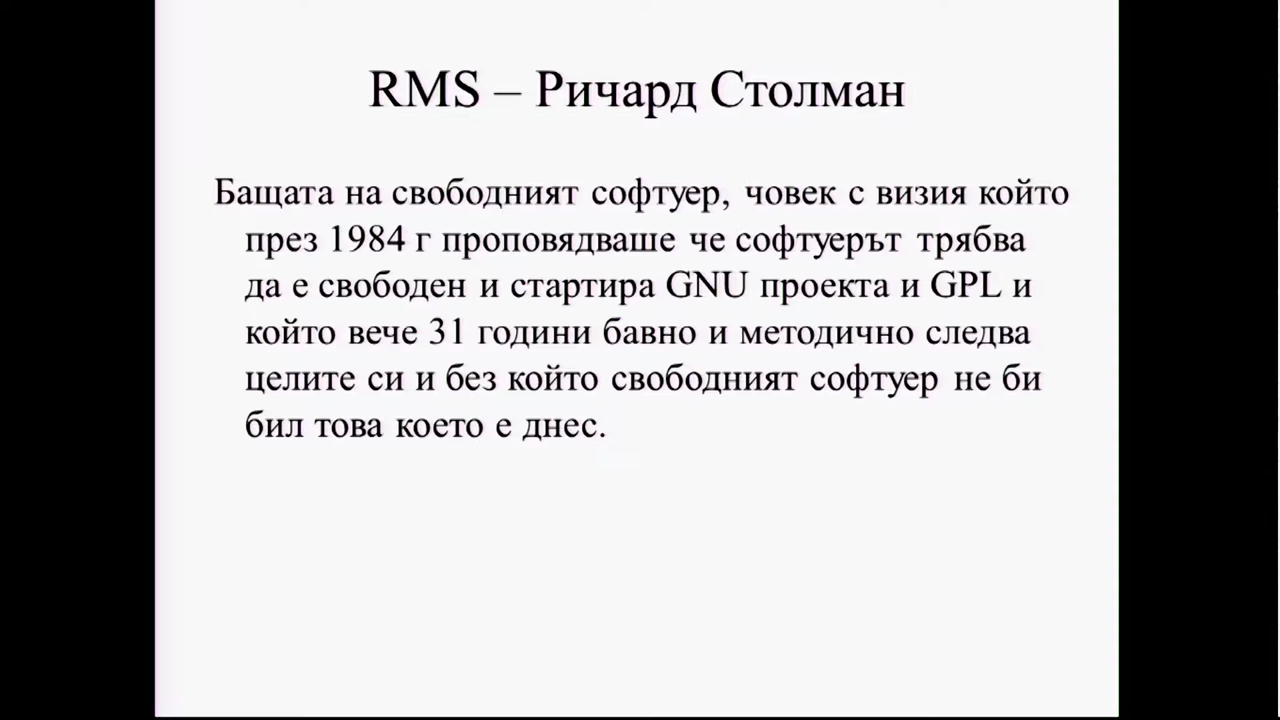 RMS – Ричард Столман
Бащата на свободният софтуер, човек с визия който
през 1984 г проповядваше че софтуерът трябва
да е свободен и стартира GNU проекта и GPL и
който вече 31 години бавно и методично следва
целите си и без който свободният софтуер не би
бил това което е днес.